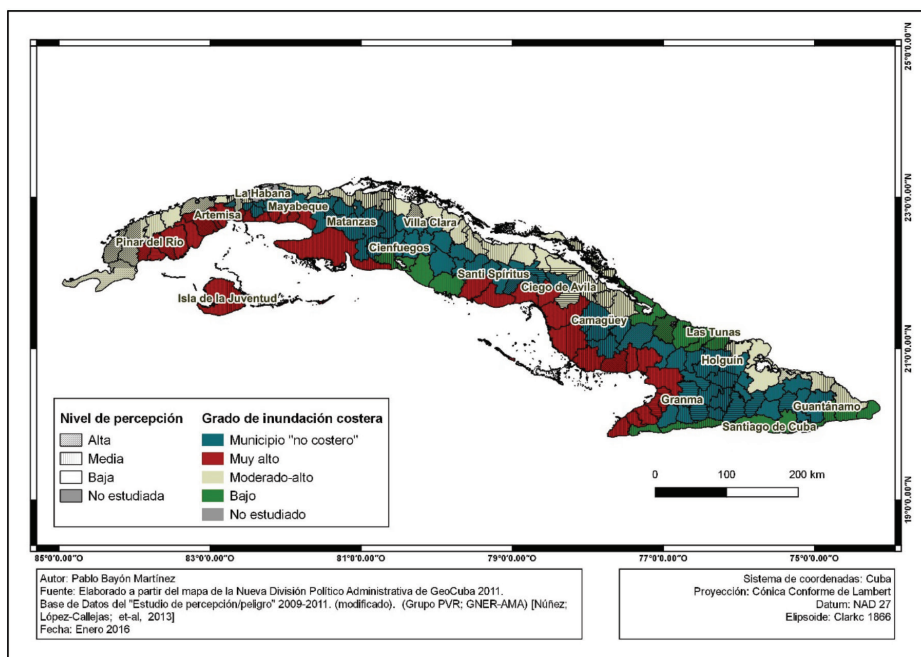 25°0'0.00"N
23°0'0.00"N
21°0'0.00"N
19°0'0.00"N
La Habana
Mayabeque
Artemisa
Matanzas
Villa Clara
Pinar del Rio
Cienfuegos
Santi Spíritus
Ciego de Avila
Isla de la Juventud
Camagüey
Las Tunas
Holguín
Granma
Guantánamo
Santiago de Cuba
Nivel de percepción
Alta
Media
Baja
No estudiada
Grado de inundación costera
Municipio "no costero"
Muy alto
Moderado-alto
Bajo
No estudiado
0 100 200 km
85°0'0.00"O 83°0'0.00"O 81°0'0.00"O 79°0'0.00"O 77°0'0.00"O 75°0'0.00"O
Autor: Pablo Bayón Martínez
Fuente: Elaborado a partir del mapa de la Nueva División Político Administrativa de GeoCuba 2011.
Base de Datos del "Estudio de percepción/peligro" 2009-2011. (modificado). (Grupo PVR; GNER-AMA) [Núñez;
López-Callejas; et-al, 2013]
Fecha: Enero 2016
Sistema de coordenadas: Cuba
Proyección: Cónica Conforme de Lambert
Datum: NAD 27
Elipsoide: Clarkc 1866